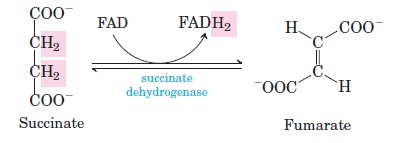 COO⁻
CH₂
CH₂
COO⁻
Succinate
FAD
FADH₂
succinate
dehydrogenase
H
COO⁻
C
C
⁻OOC
H
Fumarate